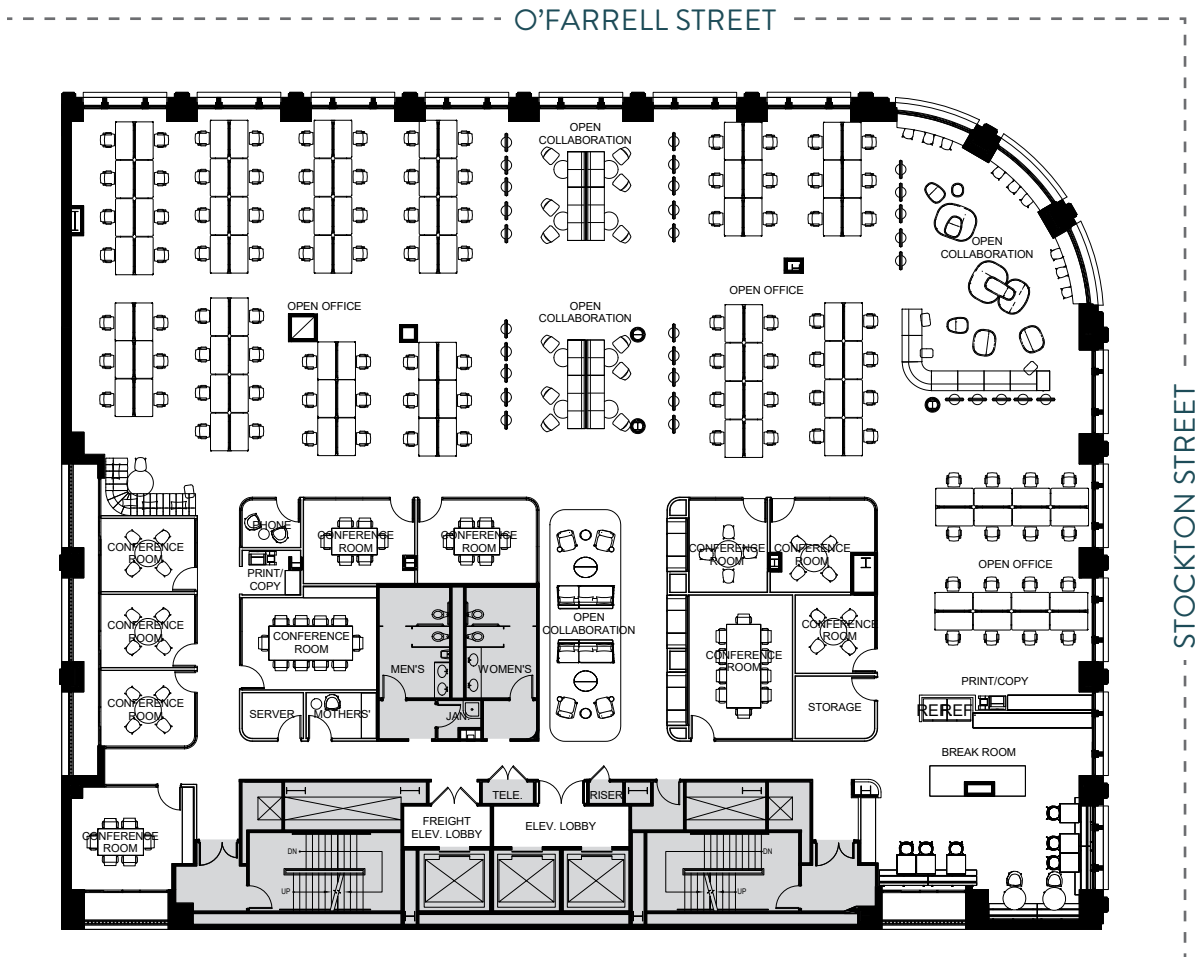 O'FARRELL STREET
OPEN
COLLABORATION
OPEN
COLLABORATION
OPEN OFFICE
OPEN OFFICE
OPEN
COLLABORATION
STOCKTON STREET
PHONE
CONFERENCE
ROOM
CONFERENCE
ROOM
CONFERENCE
ROOM
CONFERENCE
ROOM
CONFERENCE
ROOM
PRINT/
COPY
OPEN OFFICE
CONFERENCE
ROOM
CONFERENCE
ROOM
OPEN
COLLABORATION
CONFERENCE
ROOM
CONFERENCE
ROOM
MEN'S
WOMEN'S
PRINT/COPY
CONFERENCE
ROOM
SERVER
MOTHERS'
JAN.
STORAGE
REF
REF
BREAK ROOM
TELE.
RISER
FREIGHT
ELEV. LOBBY
ELEV. LOBBY
CONFERENCE
ROOM
DN
UP
DN
UP